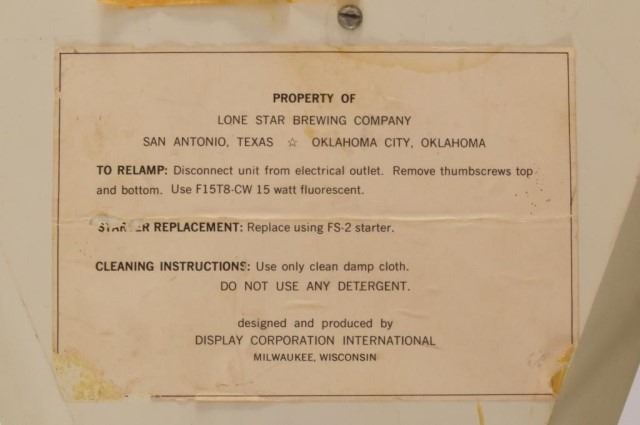 PROPERTY OF
LONE STAR BREWING COMPANY
SAN ANTONIO, TEXAS ☆ OKLAHOMA CITY, OKLAHOMA
TO RELAMP: Disconnect unit from electrical outlet. Remove thumbscrews top
and bottom. Use F15T8-CW 15 watt fluorescent.
STARTER REPLACEMENT: Replace using FS-2 starter.
CLEANING INSTRUCTIONS: Use only clean damp cloth.
DO NOT USE ANY DETERGENT.
designed and produced by
DISPLAY CORPORATION INTERNATIONAL
MILWAUKEE, WISCONSIN